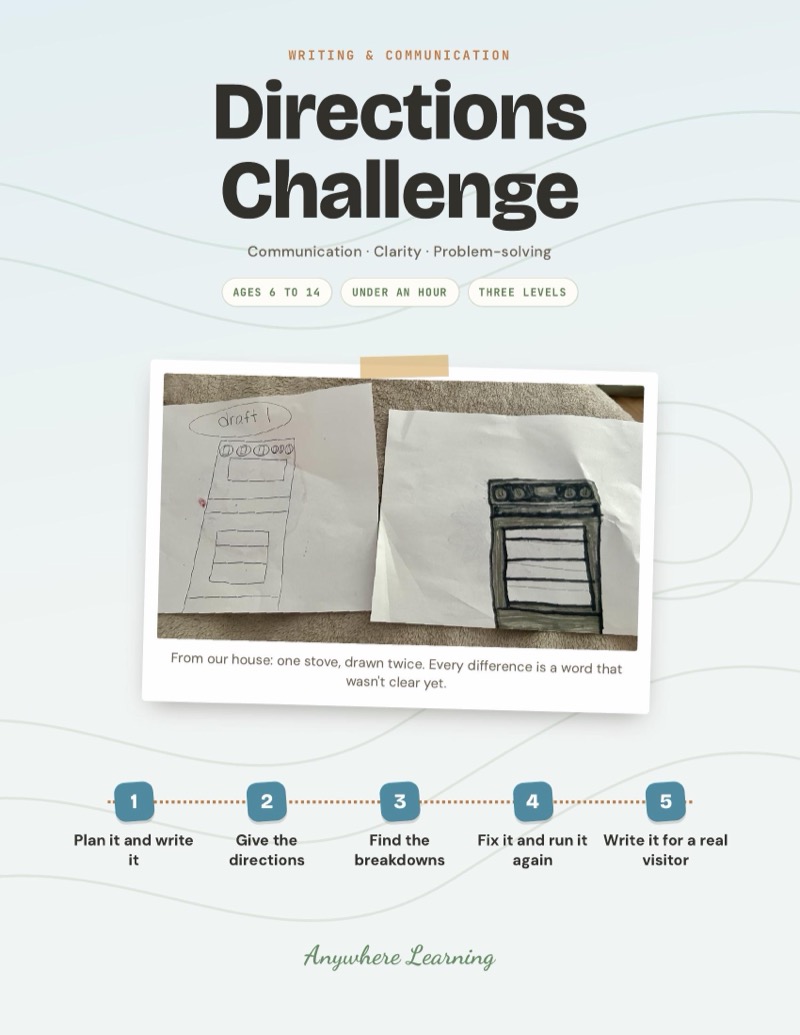 WRITING & COMMUNICATION
Directions
Challenge
Communication · Clarity · Problem-solving
AGES 6 TO 14
UNDER AN HOUR
THREE LEVELS
draft 1
From our house: one stove, drawn twice. Every difference is a word that
wasn't clear yet.
1
Plan it and write
it
2
Give the
directions
3
Find the
breakdowns
4
Fix it and run it
again
5
Write it for a real
visitor
Anywhere Learning